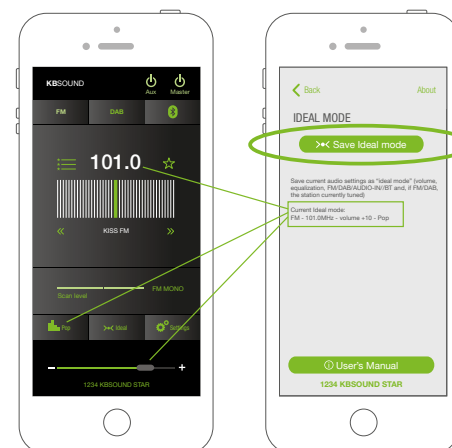 KBSOUND
Aux Master
FM DAB
101.0
KISS FM
Scan level FM MONO
Pop Ideal Settings
- +
1234 KBSOUND STAR
Back About
IDEAL MODE
Save Ideal mode
Save current audio settings as "ideal mode" (volume,
equalization, FM/DAB/AUDIO-IN/BT and, if FM/DAB,
the station currently tuned)
Current Ideal mode:
FM - 101.0MHz - volume +10 - Pop
User's Manual
1234 KBSOUND STAR